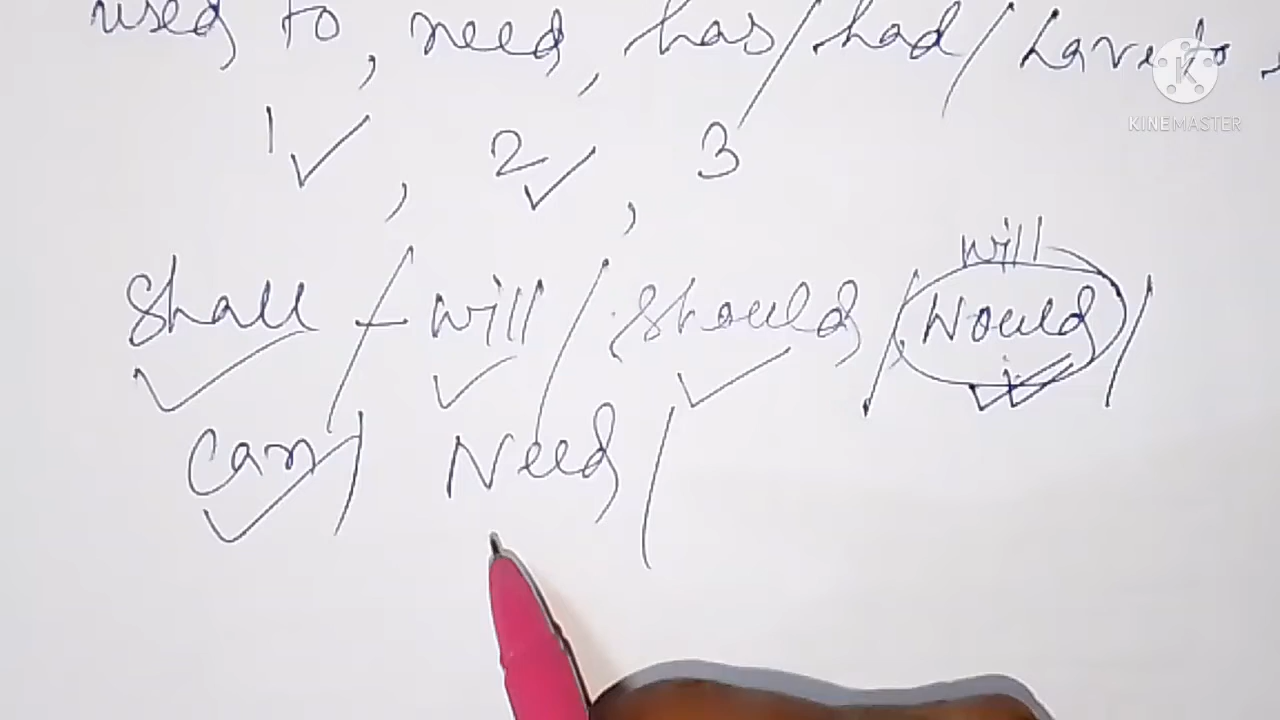 used to, need, has/had/have to
1✓, 2✓, 3
will
Shall / will / Should / Would /
Can / Need /
K
KINEMASTER